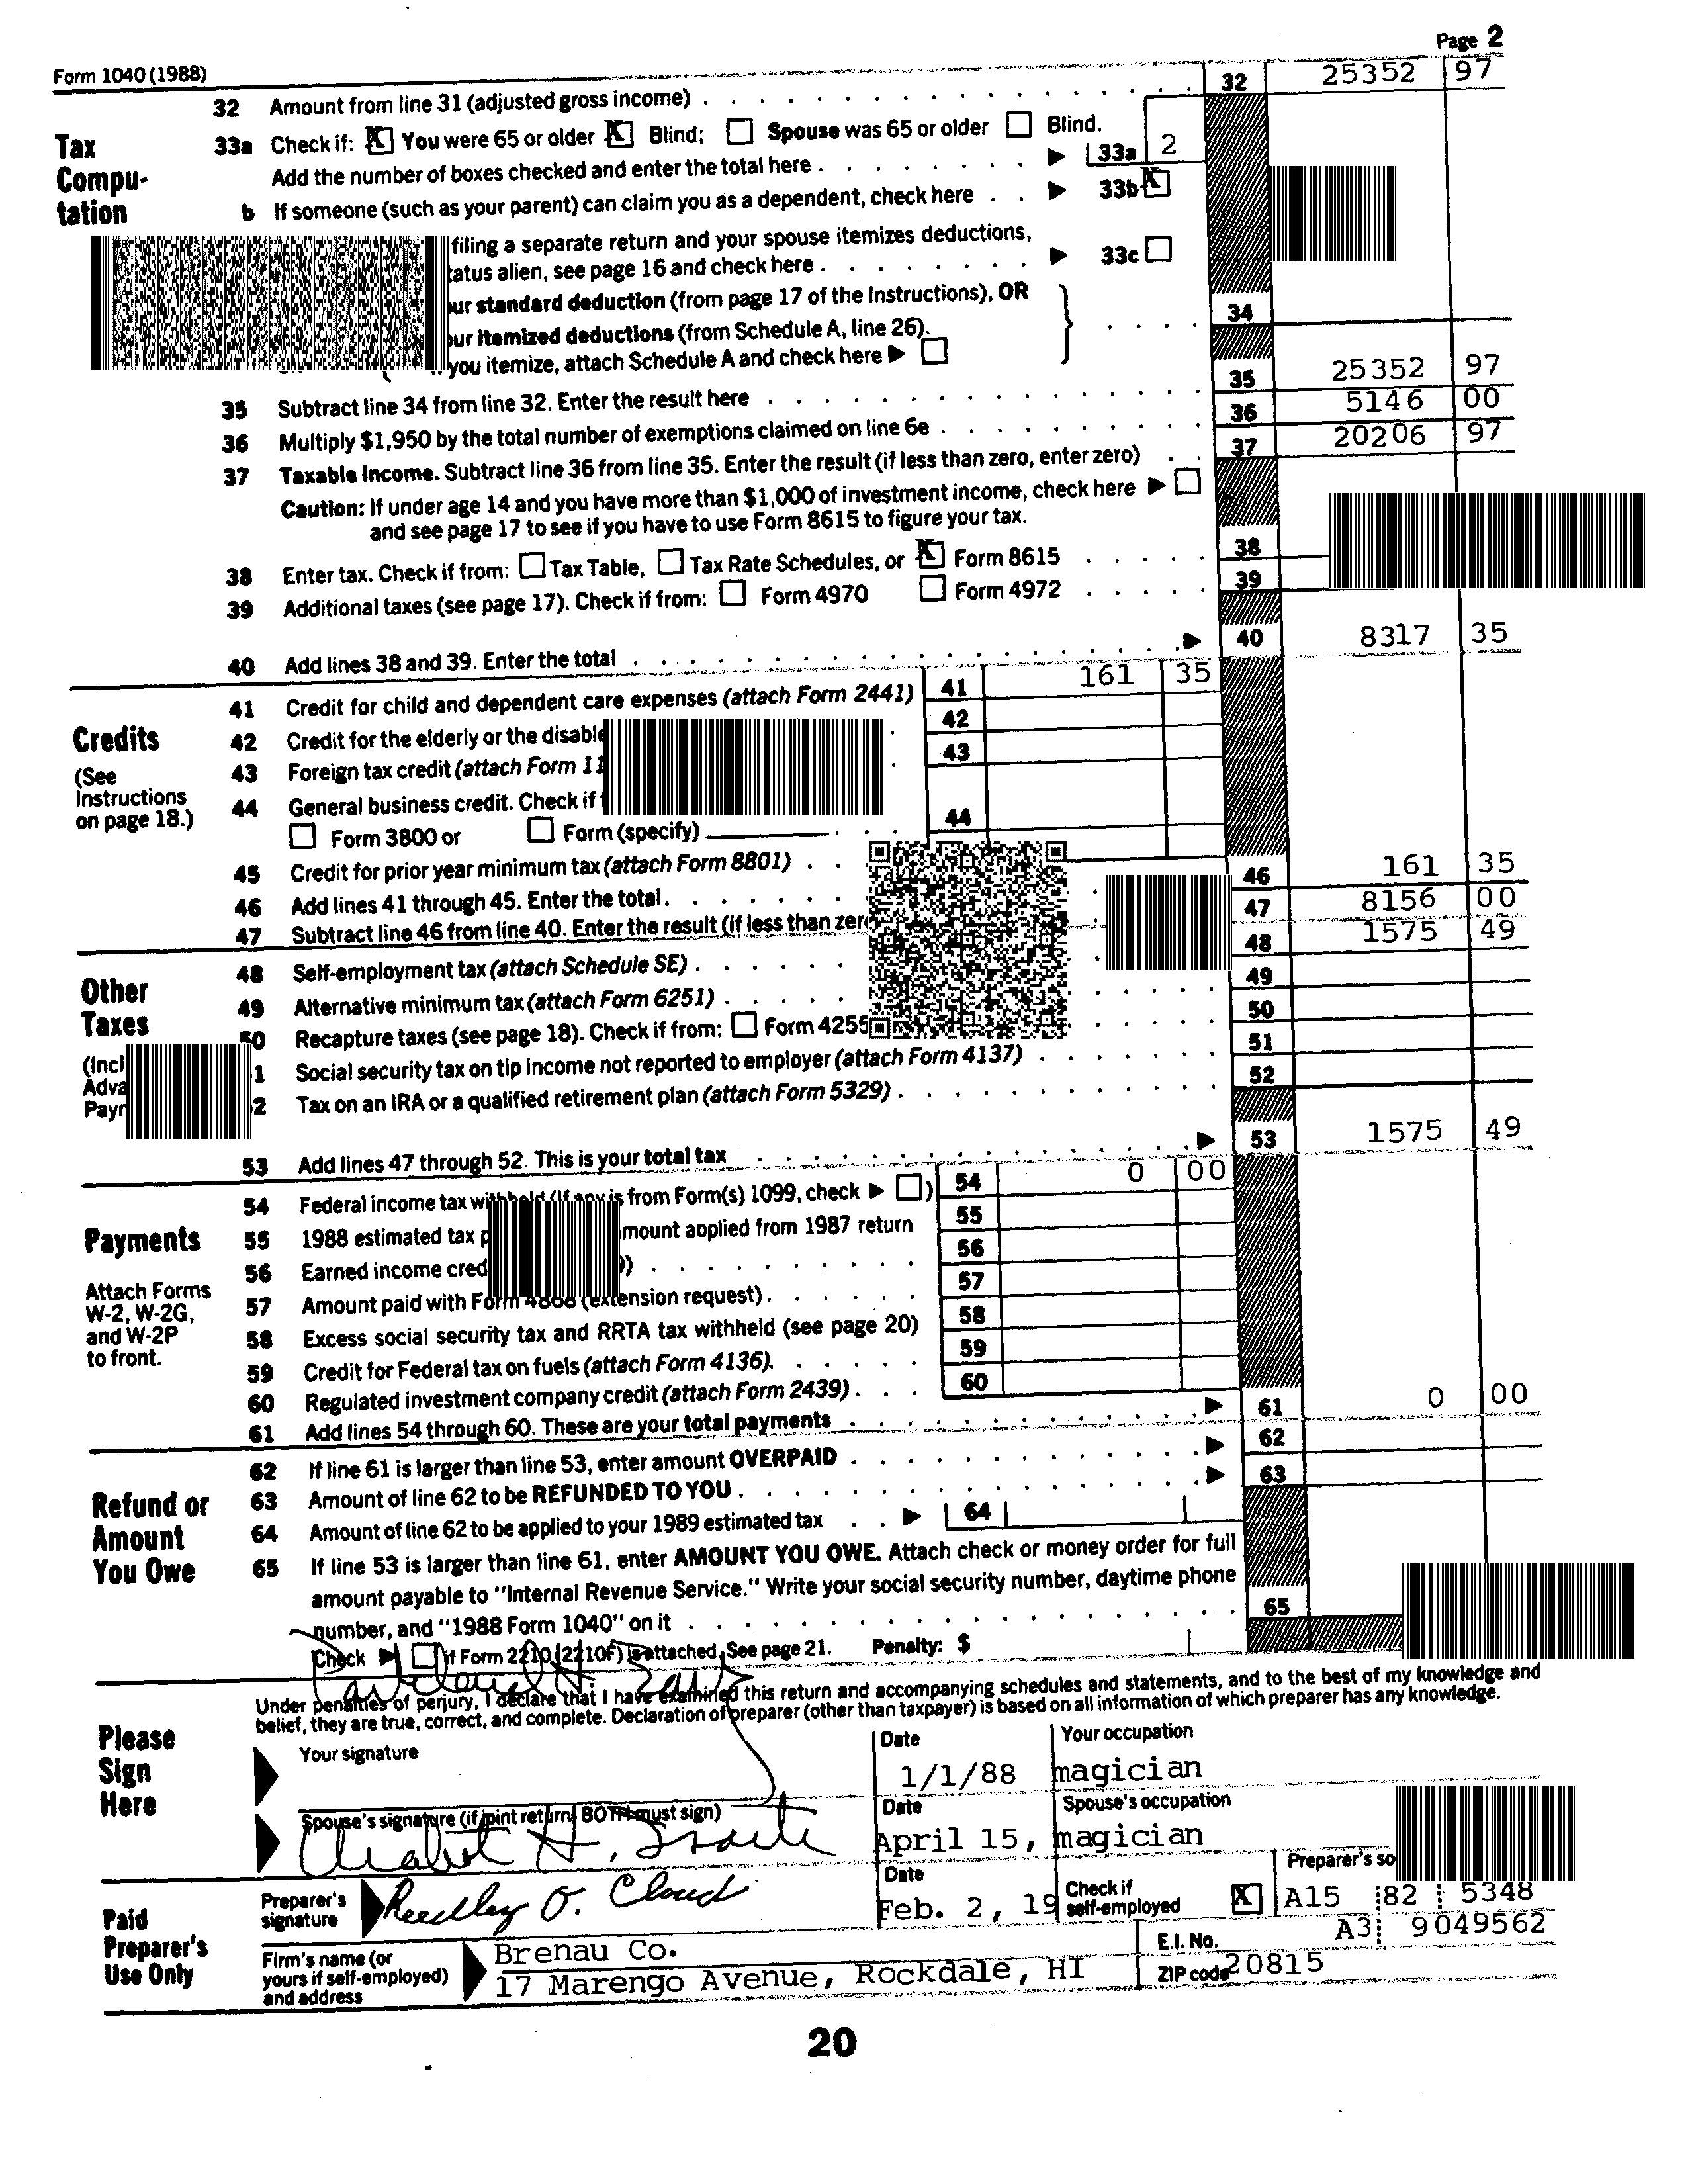 Form 1040 (1988) Page 2
32 Amount from line 31 (adjusted gross income) 32 25352 97
Tax Compu- tation
33a Check if: X You were 65 or older X Blind; Spouse was 65 or older Blind.
Add the number of boxes checked and enter the total here 33a 2
b If someone (such as your parent) can claim you as a dependent, check here 33b X
filing a separate return and your spouse itemizes deductions,
alien, see page 16 and check here 33c
standard deduction (from page 17 of the Instructions), OR
itemized deductions (from Schedule A, line 26). 34
you itemize, attach Schedule A and check here
35 Subtract line 34 from line 32. Enter the result here 35 25352 97
36 Multiply $1,950 by the total number of exemptions claimed on line 6e 36 5146 00
37 Taxable income. Subtract line 36 from line 35. Enter the result (if less than zero, enter zero) 37 20206 97
Caution: If under age 14 and you have more than $1,000 of investment income, check here
and see page 17 to see if you have to use Form 8615 to figure your tax.
38 Enter tax. Check if from: Tax Table, Tax Rate Schedules, or X Form 8615 38
39 Additional taxes (see page 17). Check if from: Form 4970 Form 4972 39
40 Add lines 38 and 39. Enter the total 40 8317 35
Credits
(See Instructions on page 18.)
41 Credit for child and dependent care expenses (attach Form 2441) 41 161 35
42 Credit for the elderly or the 42
43 Foreign tax credit (attach Form 43
44 General business credit. Check if 44
Form 3800 or Form (specify)
45 Credit for prior year minimum tax (attach Form 8801)
46 Add lines 41 through 45. Enter the total. 46 161 35
47 Subtract line 46 from line 40. Enter the result (if less than 47 8156 00
Other Taxes
48 Self-employment tax (attach Schedule SE) 48 1575 49
49 Alternative minimum tax (attach Form 6251) 49
50 Recapture taxes (see page 18). Check if from: Form 4255 50
Social security tax on tip income not reported to employer (attach Form 4137) 51
Tax on an IRA or a qualified retirement plan (attach Form 5329) 52
53 Add lines 47 through 52. This is your total tax 53 1575 49
Payments
Attach Forms W-2, W-2G, and W-2P to front.
54 Federal income tax withheld (If any is from Form(s) 1099, check ) 54 0 00
55 1988 estimated tax applied from 1987 return 55
56 Earned income 56
57 Amount paid with Form 4868 (extension request). 57
58 Excess social security tax and RRTA tax withheld (see page 20) 58
59 Credit for Federal tax on fuels (attach Form 4136). 59
60 Regulated investment company credit (attach Form 2439) 60
61 Add lines 54 through 60. These are your total payments 61 0 00
Refund or Amount You Owe
62 If line 61 is larger than line 53, enter amount OVERPAID 62
63 Amount of line 62 to be REFUNDED TO YOU 63
64 Amount of line 62 to be applied to your 1989 estimated tax 64
65 If line 53 is larger than line 61, enter AMOUNT YOU OWE. Attach check or money order for full
amount payable to "Internal Revenue Service." Write your social security number, daytime phone
number, and "1988 Form 1040" on it 65
Check if Form 2210 (2210F) is attached. See page 21. Penalty: $
Please Sign Here
Under penalties of perjury, I declare that I have examined this return and accompanying schedules and statements, and to the best of my knowledge and
belief, they are true, correct, and complete. Declaration of preparer (other than taxpayer) is based on all information of which preparer has any knowledge.
Your signature Date 1/1/88 Your occupation magician
Spouse's signature (if joint return, BOTH must sign) Date April 15, Spouse's occupation magician
Paid Preparer's Use Only
Preparer's signature Reedley O. Cloud Date Feb. 2, 19 Check if self-employed X Preparer's A15 82 5348
Firm's name (or yours if self-employed) and address Brenau Co. E.I. No. A3 9049562
17 Marengo Avenue, Rockdale, HI ZIP code 20815
20